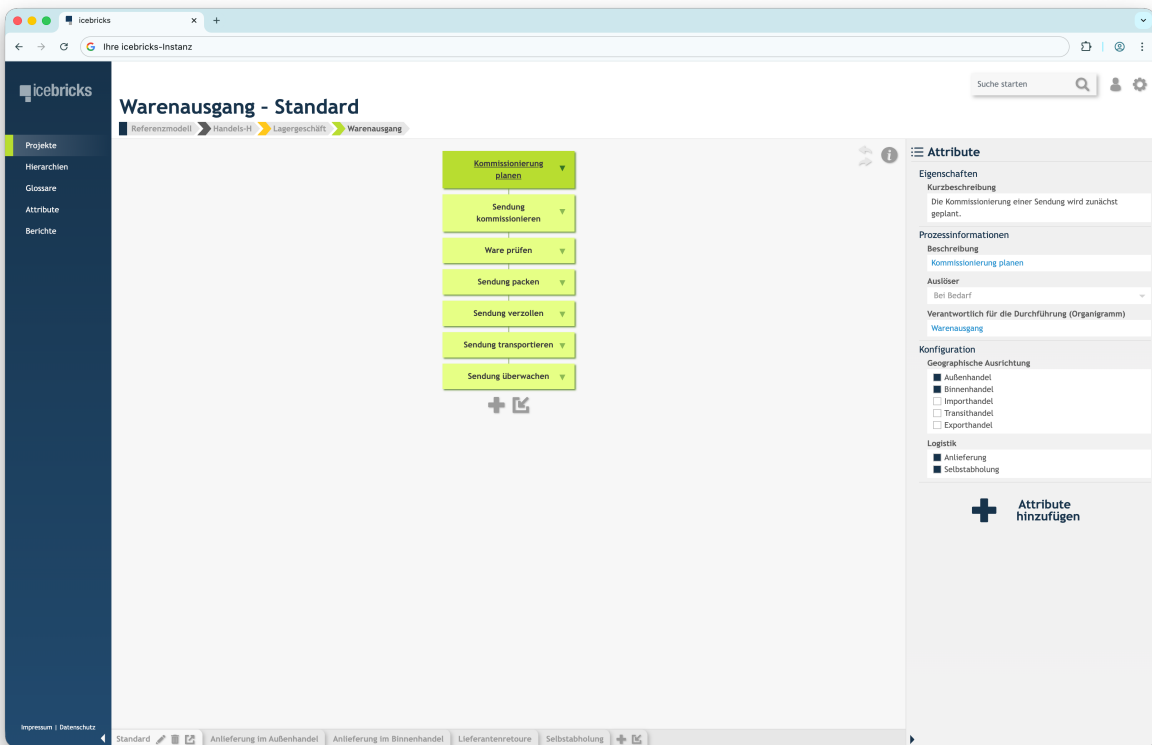 icebricks
Ihre icebricks-Instanz
icebricks
Suche starten
Warenausgang - Standard
Referenzmodell
Handels-H
Lagergeschäft
Warenausgang
Projekte
Hierarchien
Glossare
Attribute
Berichte
Kommissionierung
planen
Sendung
kommissionieren
Ware prüfen
Sendung packen
Sendung verzollen
Sendung transportieren
Sendung überwachen
Attribute
Eigenschaften
Kurzbeschreibung
Die Kommissionierung einer Sendung wird zunächst
geplant.
Prozessinformationen
Beschreibung
Kommissionierung planen
Auslöser
Bei Bedarf
Verantwortlich für die Durchführung (Organigramm)
Warenausgang
Konfiguration
Geographische Ausrichtung
Außenhandel
Binnenhandel
Importhandel
Transithandel
Exporthandel
Logistik
Anlieferung
Selbstabholung
Attribute
hinzufügen
Impressum | Datenschutz
Standard
Anlieferung im Außenhandel
Anlieferung im Binnenhandel
Lieferantenretoure
Selbstabholung